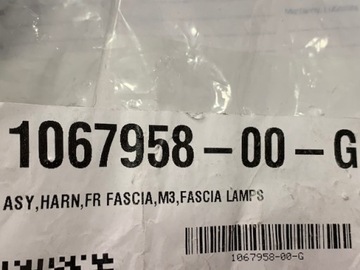 1067958-00-G
ASY,HARN,FR FASCIA,M3,FASCIA LAMPS
1067958-00-G